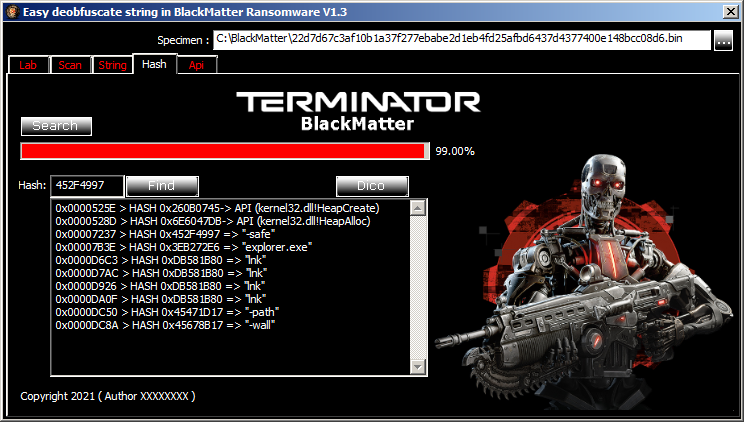 Easy deobfuscate string in BlackMatter Ransomware V1.3
Specimen : C:\BlackMatter\22d7d67c3af10b1a37f277ebabe2d1eb4fd25afbd6437d4377400e148bcc08d6.bin ...
Lab Scan String Hash Api
TERMINATOR
BlackMatter
Search
99.00%
Hash: 452F4997 Find Dico
0x0000525E > HASH 0x260B0745-> API (kernel32.dll!HeapCreate)
0x0000528D > HASH 0x6E6047DB-> API (kernel32.dll!HeapAlloc)
0x00007237 > HASH 0x452F4997 => "-safe"
0x00007B3E > HASH 0x3EB272E6 => "explorer.exe"
0x0000D6C3 > HASH 0xDB581B80 => "lnk"
0x0000D7AC > HASH 0xDB581B80 => "lnk"
0x0000D926 > HASH 0xDB581B80 => "lnk"
0x0000DA0F > HASH 0xDB581B80 => "lnk"
0x0000DC50 > HASH 0x45471D17 => "-path"
0x0000DC8A > HASH 0x45678B17 => "-wall"
Copyright 2021 ( Author XXXXXXXX )